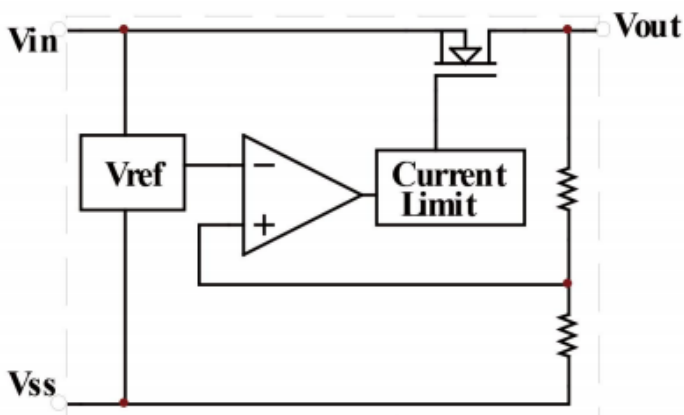 Vin
Vout
Vref
−
+
Current
Limit
Vss